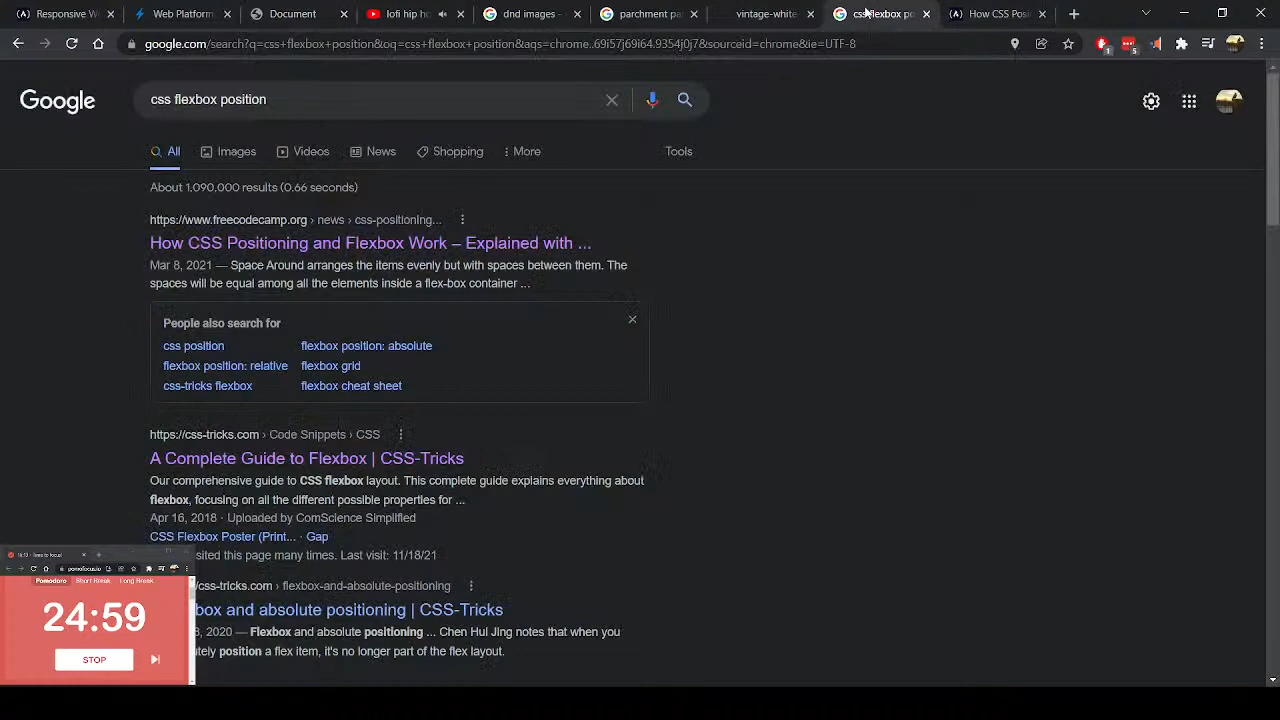 Responsive W
Web Platform
Document
lofi hip ho
dnd images -
parchment pa
vintage-white
css flexbox po
How CSS Posi
google.com/search?q=css+flexbox+position&oq=css+flexbox+position&aqs=chrome..69i57j69i64.9354j0j7&sourceid=chrome&ie=UTF-8
1
5
Google
css flexbox position
All
Images
Videos
News
Shopping
More
Tools
About 1,090,000 results (0.66 seconds)
https://www.freecodecamp.org › news › css-positioning...
How CSS Positioning and Flexbox Work – Explained with ...
Mar 8, 2021 — Space Around arranges the items evenly but with spaces between them. The
spaces will be equal among all the elements inside a flex-box container ...
People also search for
css position
flexbox position: absolute
flexbox position: relative
flexbox grid
css-tricks flexbox
flexbox cheat sheet
https://css-tricks.com › Code Snippets › CSS
A Complete Guide to Flexbox | CSS-Tricks
Our comprehensive guide to CSS flexbox layout. This complete guide explains everything about
flexbox, focusing on all the different possible properties for ...
Apr 16, 2018 · Uploaded by ComScience Simplified
CSS Flexbox Poster (Print... · Gap
sited this page many times. Last visit: 11/18/21
/css-tricks.com › flexbox-and-absolute-positioning
box and absolute positioning | CSS-Tricks
3, 2020 — Flexbox and absolute positioning ... Chen Hui Jing notes that when you
utely position a flex item, it's no longer part of the flex layout.
Time to focus!
pomofocus.io
Pomodoro
Short Break
Long Break
24:59
STOP